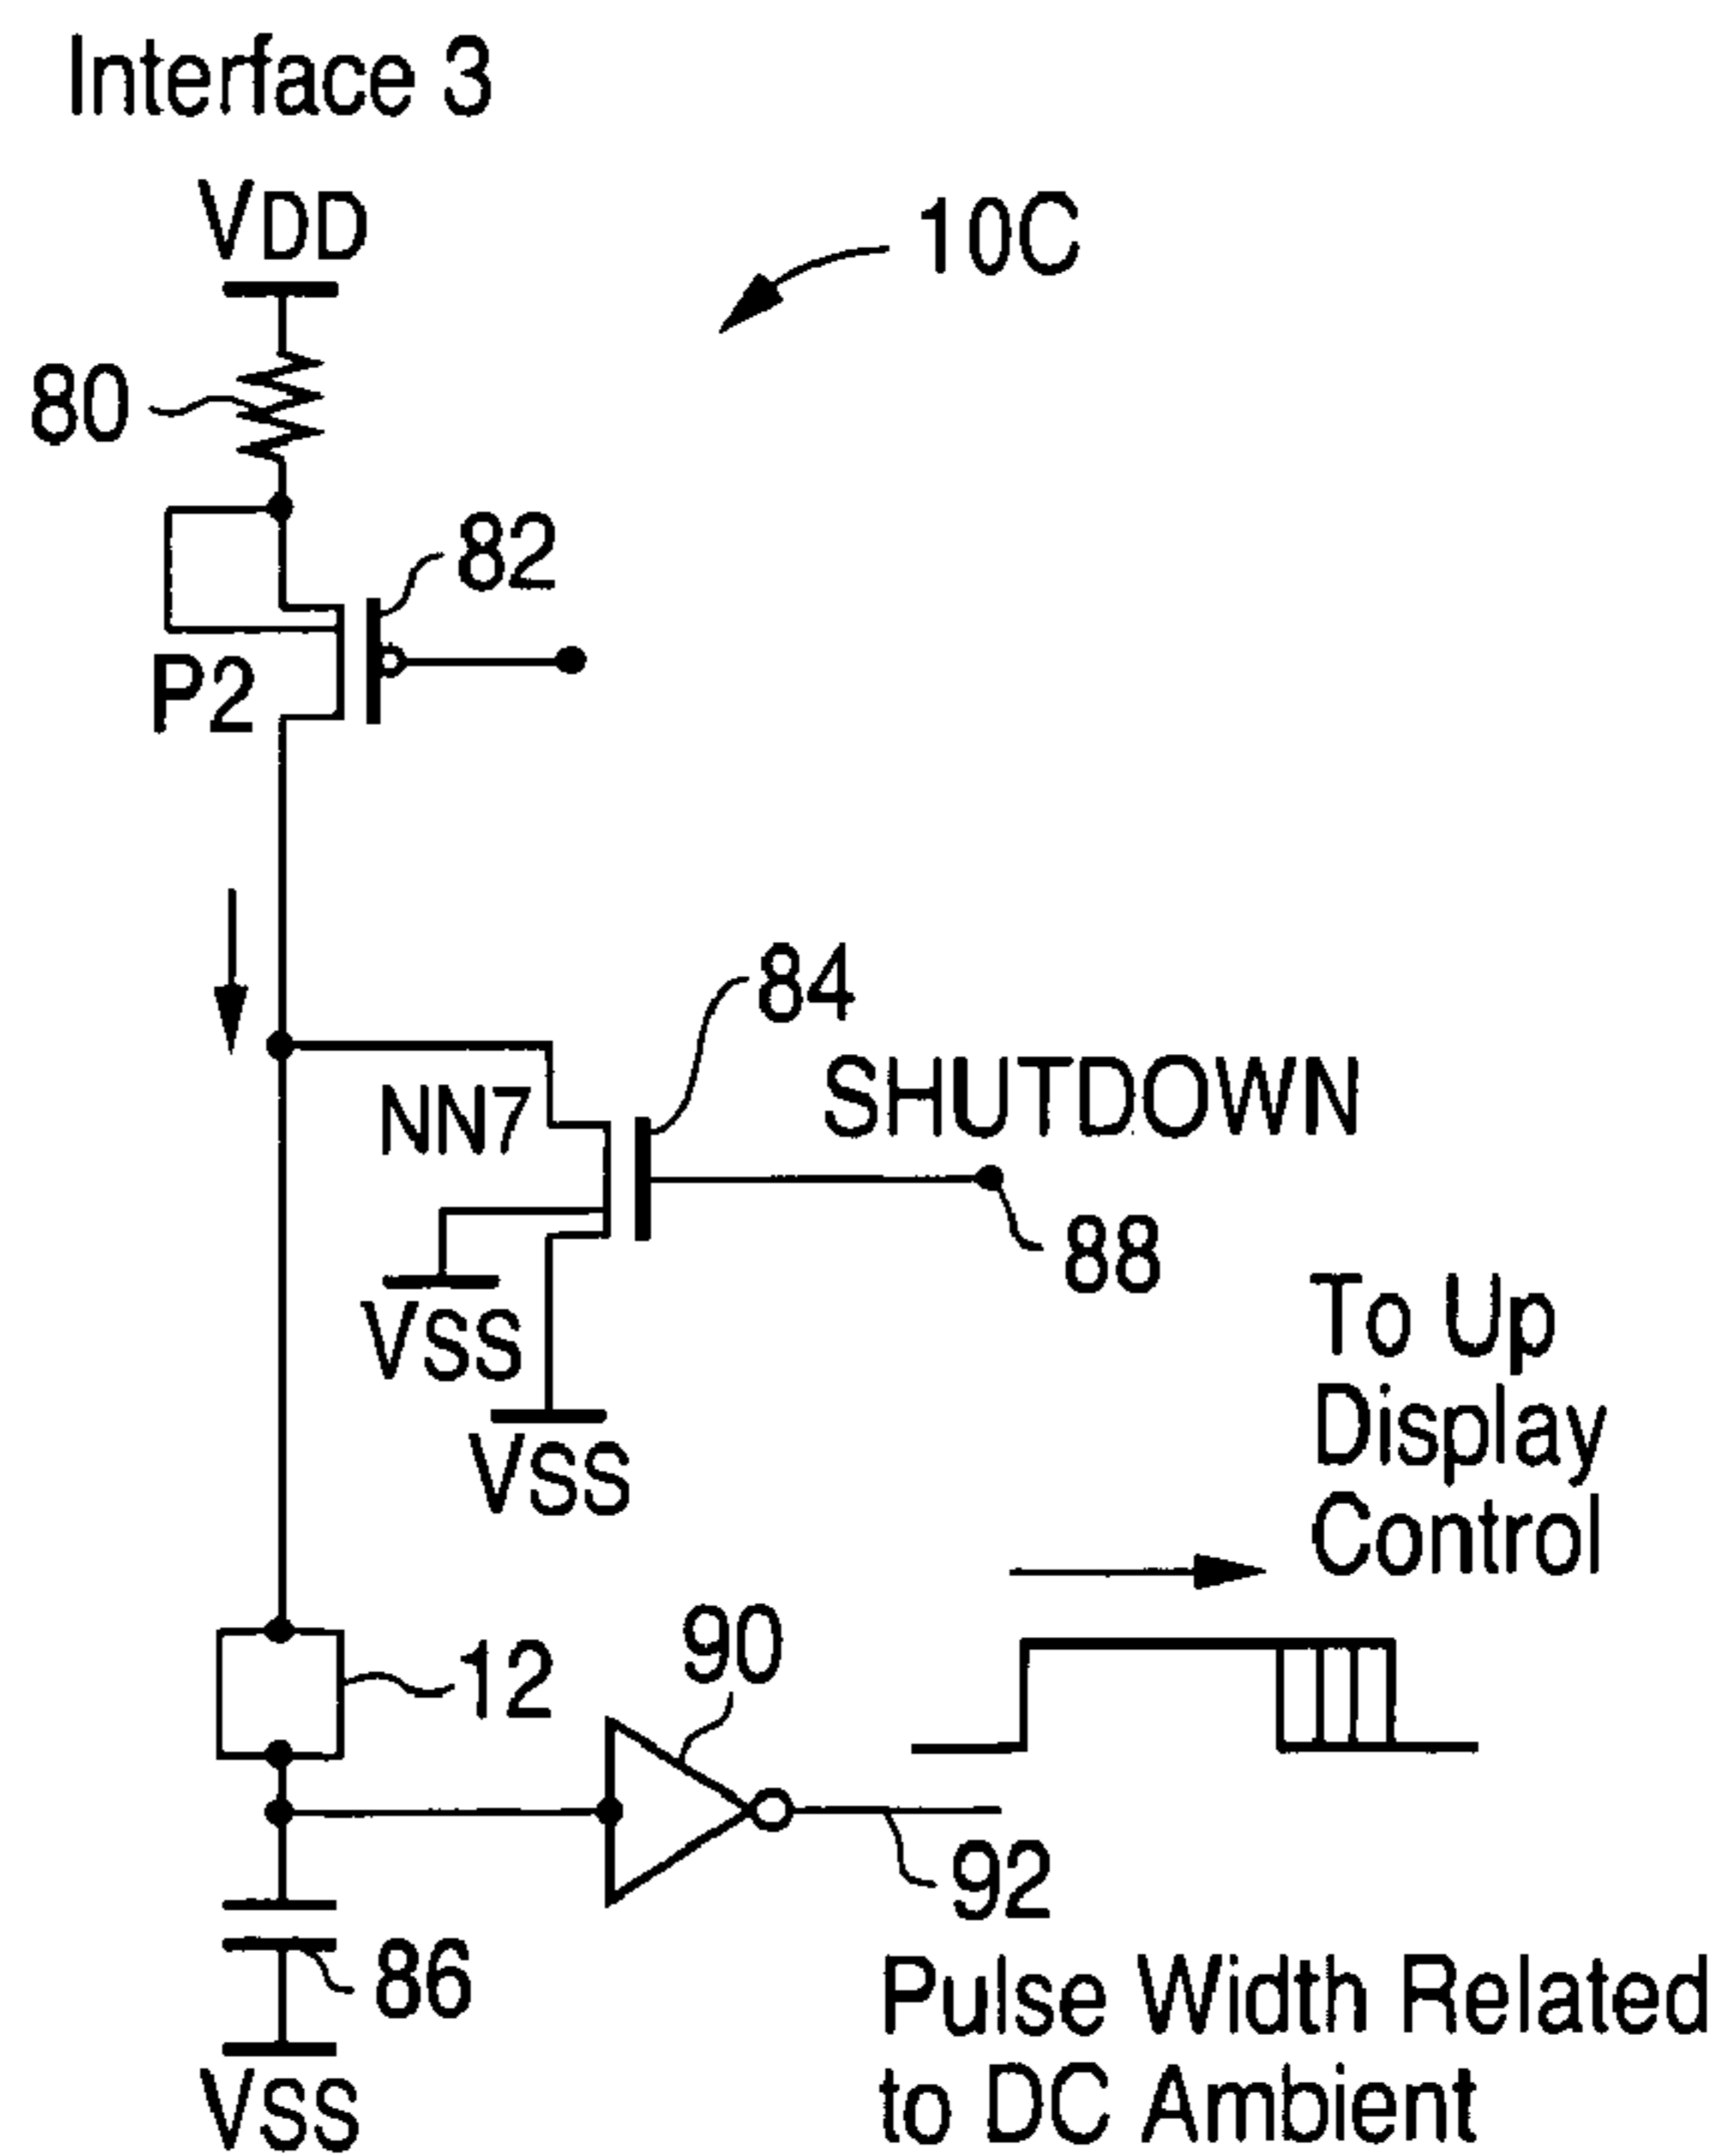 Interface 3
VDD
10C
80
82
P2
84
NN7
SHUTDOWN
88
VSS
VSS
To Up
Display
Control
12
90
92
86
VSS
Pulse Width Related
to DC Ambient